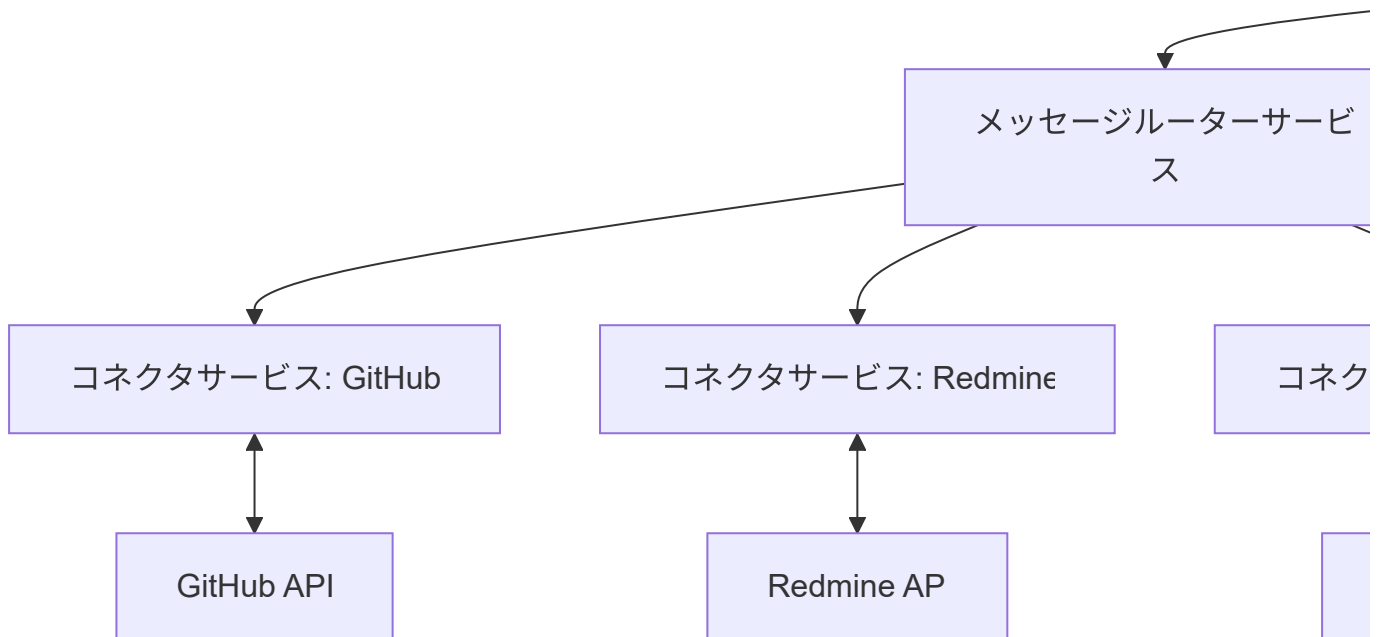 メッセージルーターサービ
ス
コネクタサービス: GitHub
コネクタサービス: Redmine
コネク
GitHub API
Redmine AP